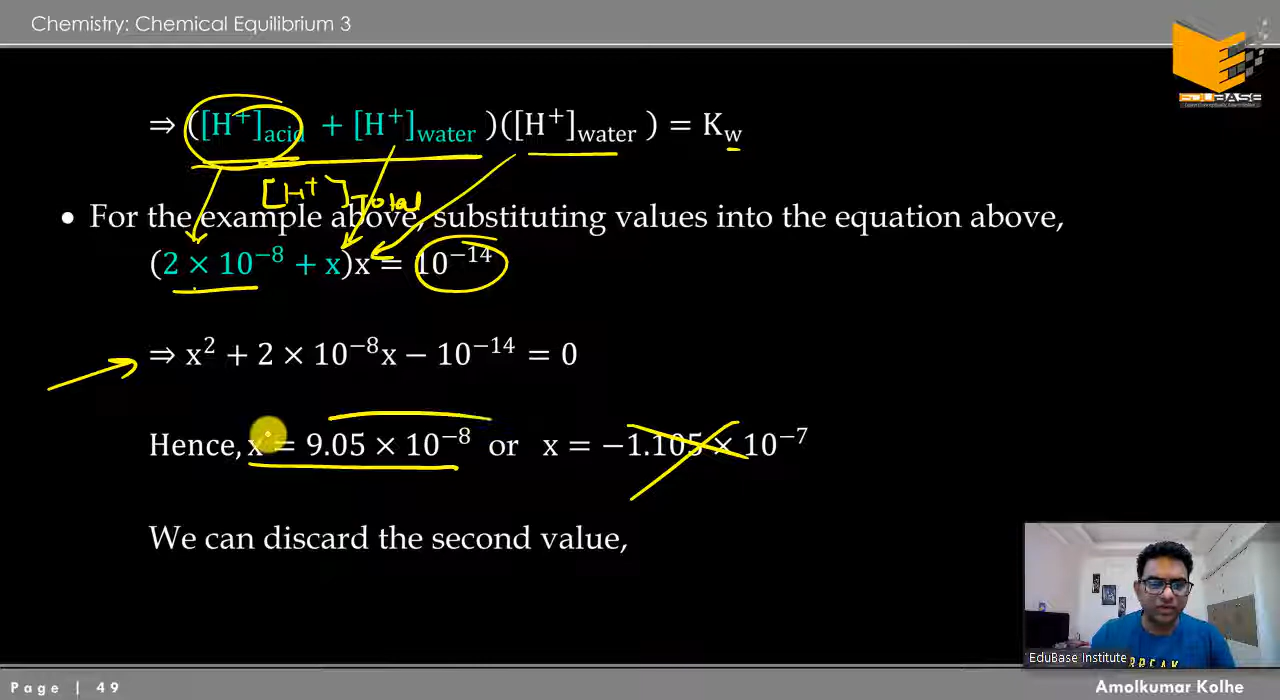 Chemistry: Chemical Equilibrium 3
EDUBASE
⇒ ([H⁺]acid + [H⁺]water )([H⁺]water ) = Kw
[H⁺]Total
• For the example above, substituting values into the equation above,
(2 × 10⁻⁸ + x)x = 10⁻¹⁴
⇒ x² + 2 × 10⁻⁸x − 10⁻¹⁴ = 0
Hence, x = 9.05 × 10⁻⁸ or x = −1.105 × 10⁻⁷
We can discard the second value,
EduBase Institute
BREAK
Page | 49
Amolkumar Kolhe